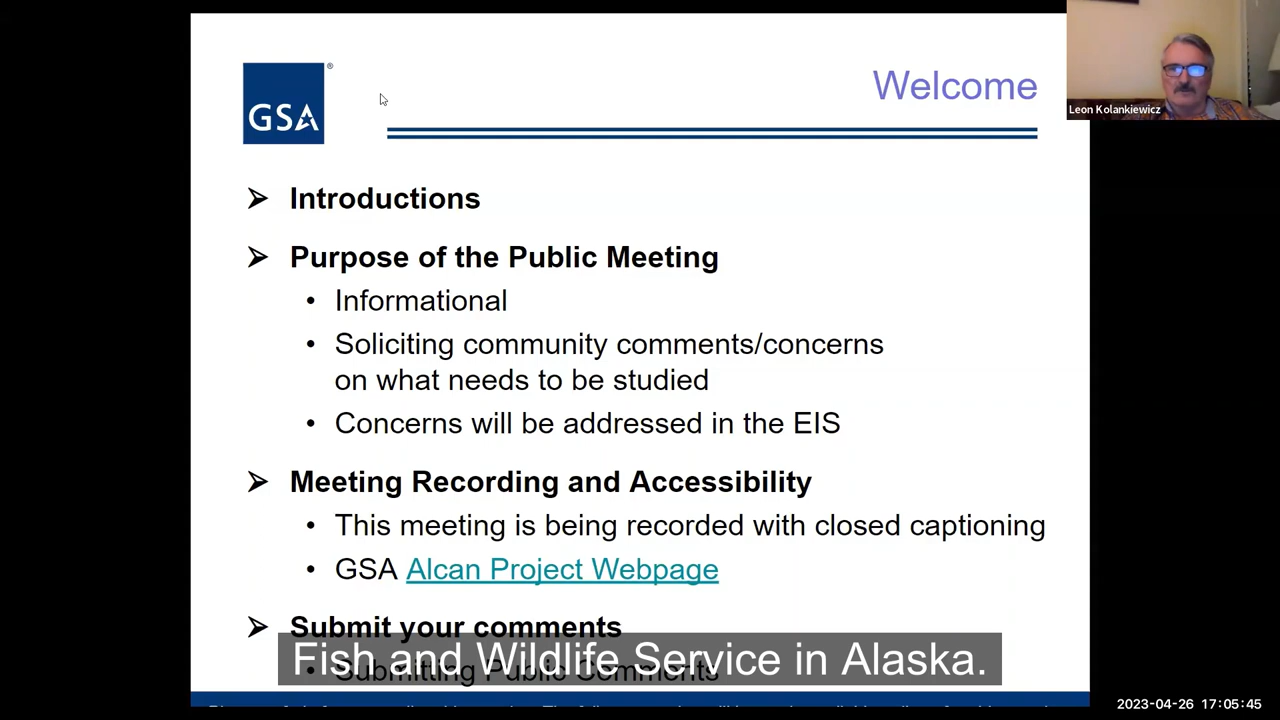 GSA
®
Welcome
Leon Kolankiewicz
Introductions
Purpose of the Public Meeting
• Informational
• Soliciting community comments/concerns
on what needs to be studied
• Concerns will be addressed in the EIS
Meeting Recording and Accessibility
• This meeting is being recorded with closed captioning
• GSA Alcan Project Webpage
Submit your comments
• Submitting Public Comments
Fish and Wildlife Service in Alaska.
2023-04-26 17:05:45